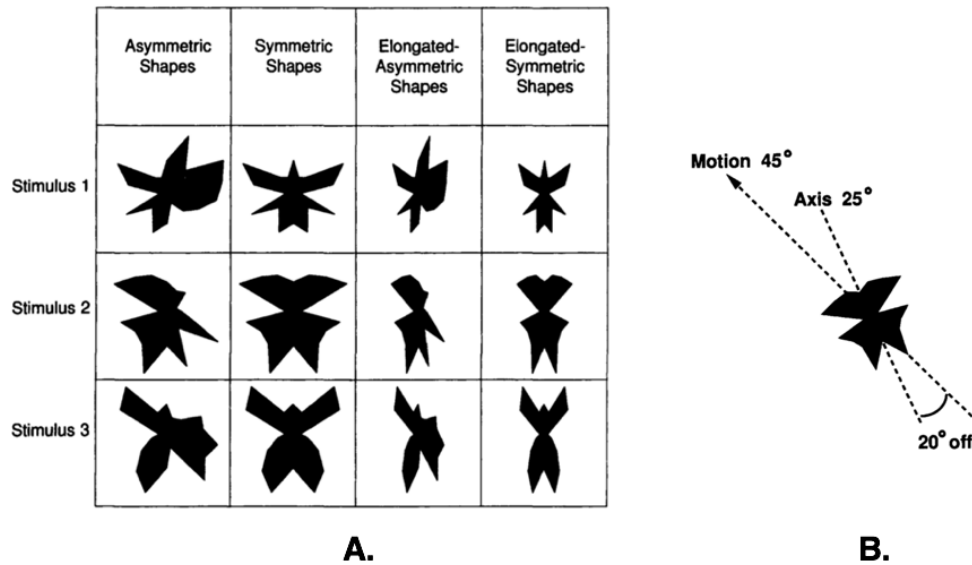 Asymmetric
Shapes
Symmetric
Shapes
Elongated-
Asymmetric
Shapes
Elongated-
Symmetric
Shapes
Stimulus 1
Stimulus 2
Stimulus 3
A.
Motion 45°
Axis 25°
20° off
B.